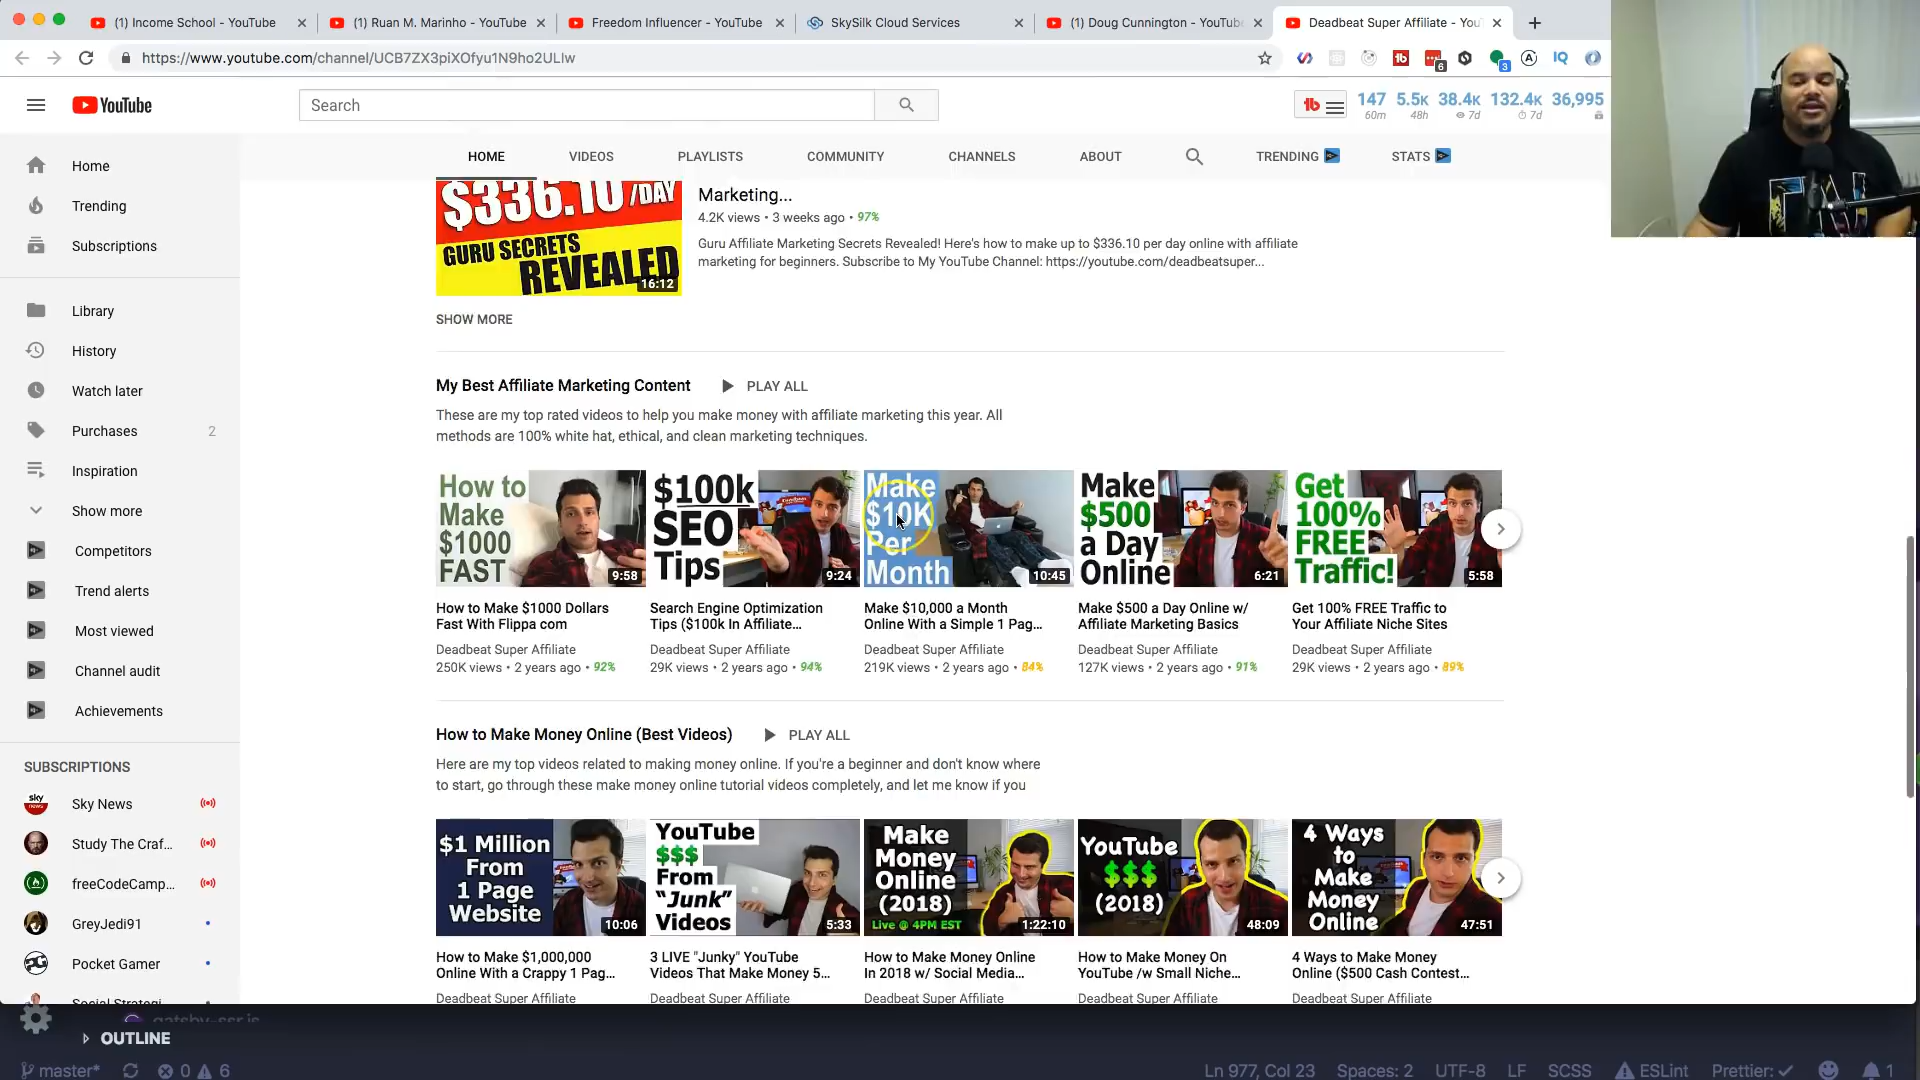 (1) Income School - YouTube
(1) Ruan M. Marinho - YouTube
Freedom Influencer - YouTube
SkySilk Cloud Services
(1) Doug Cunnington - YouTube
Deadbeat Super Affiliate - You
https://www.youtube.com/channel/UCB7ZX3piXOfyu1N9ho2ULIw
6
3
IQ
YouTube
Search
147
60m
5.5K
48h
38.4K
7d
132.4K
7d
36,995
HOME
VIDEOS
PLAYLISTS
COMMUNITY
CHANNELS
ABOUT
TRENDING
STATS
Home
Trending
Subscriptions
Library
History
Watch later
Purchases 2
Inspiration
Show more
Competitors
Trend alerts
Most viewed
Channel audit
Achievements
SUBSCRIPTIONS
Sky News
Study The Craf...
freeCodeCamp...
GreyJedi91
Pocket Gamer
$336.10/DAY
GURU SECRETS
REVEALED
16:12
Marketing...
4.2K views • 3 weeks ago • 97%
Guru Affiliate Marketing Secrets Revealed! Here's how to make up to $336.10 per day online with affiliate
marketing for beginners. Subscribe to My YouTube Channel: https://youtube.com/deadbeatsuper...
SHOW MORE
My Best Affiliate Marketing Content
PLAY ALL
These are my top rated videos to help you make money with affiliate marketing this year. All
methods are 100% white hat, ethical, and clean marketing techniques.
How to
Make
$1000
FAST
9:58
How to Make $1000 Dollars
Fast With Flippa com
Deadbeat Super Affiliate
250K views • 2 years ago • 92%
$100k
SEO
Tips
9:24
Search Engine Optimization
Tips ($100k In Affiliate...
Deadbeat Super Affiliate
29K views • 2 years ago • 94%
Make
$10K
Per
Month
10:45
Make $10,000 a Month
Online With a Simple 1 Pag...
Deadbeat Super Affiliate
219K views • 2 years ago • 84%
Make
$500
a Day
Online
6:21
Make $500 a Day Online w/
Affiliate Marketing Basics
Deadbeat Super Affiliate
127K views • 2 years ago • 91%
Get
100%
FREE
Traffic!
5:58
Get 100% FREE Traffic to
Your Affiliate Niche Sites
Deadbeat Super Affiliate
29K views • 2 years ago • 89%
How to Make Money Online (Best Videos)
PLAY ALL
Here are my top videos related to making money online. If you're a beginner and don't know where
to start, go through these make money online tutorial videos completely, and let me know if you
$1 Million
From
1 Page
Website
10:06
How to Make $1,000,000
Online With a Crappy 1 Pag...
Deadbeat Super Affiliate
YouTube
$$$
From
"Junk"
Videos
5:33
3 LIVE "Junky" YouTube
Videos That Make Money 5...
Deadbeat Super Affiliate
Make
Money
Online
(2018)
Live @ 4PM EST
1:22:10
How to Make Money Online
In 2018 w/ Social Media...
Deadbeat Super Affiliate
YouTube
$$$
(2018)
48:09
How to Make Money On
YouTube /w Small Niche...
Deadbeat Super Affiliate
4 Ways
to
Make
Money
Online
47:51
4 Ways to Make Money
Online ($500 Cash Contest...
Deadbeat Super Affiliate
OUTLINE
master*
0
6
Ln 977, Col 23
Spaces: 2
UTF-8
LF
SCSS
ESLint
Prettier: ✓
1